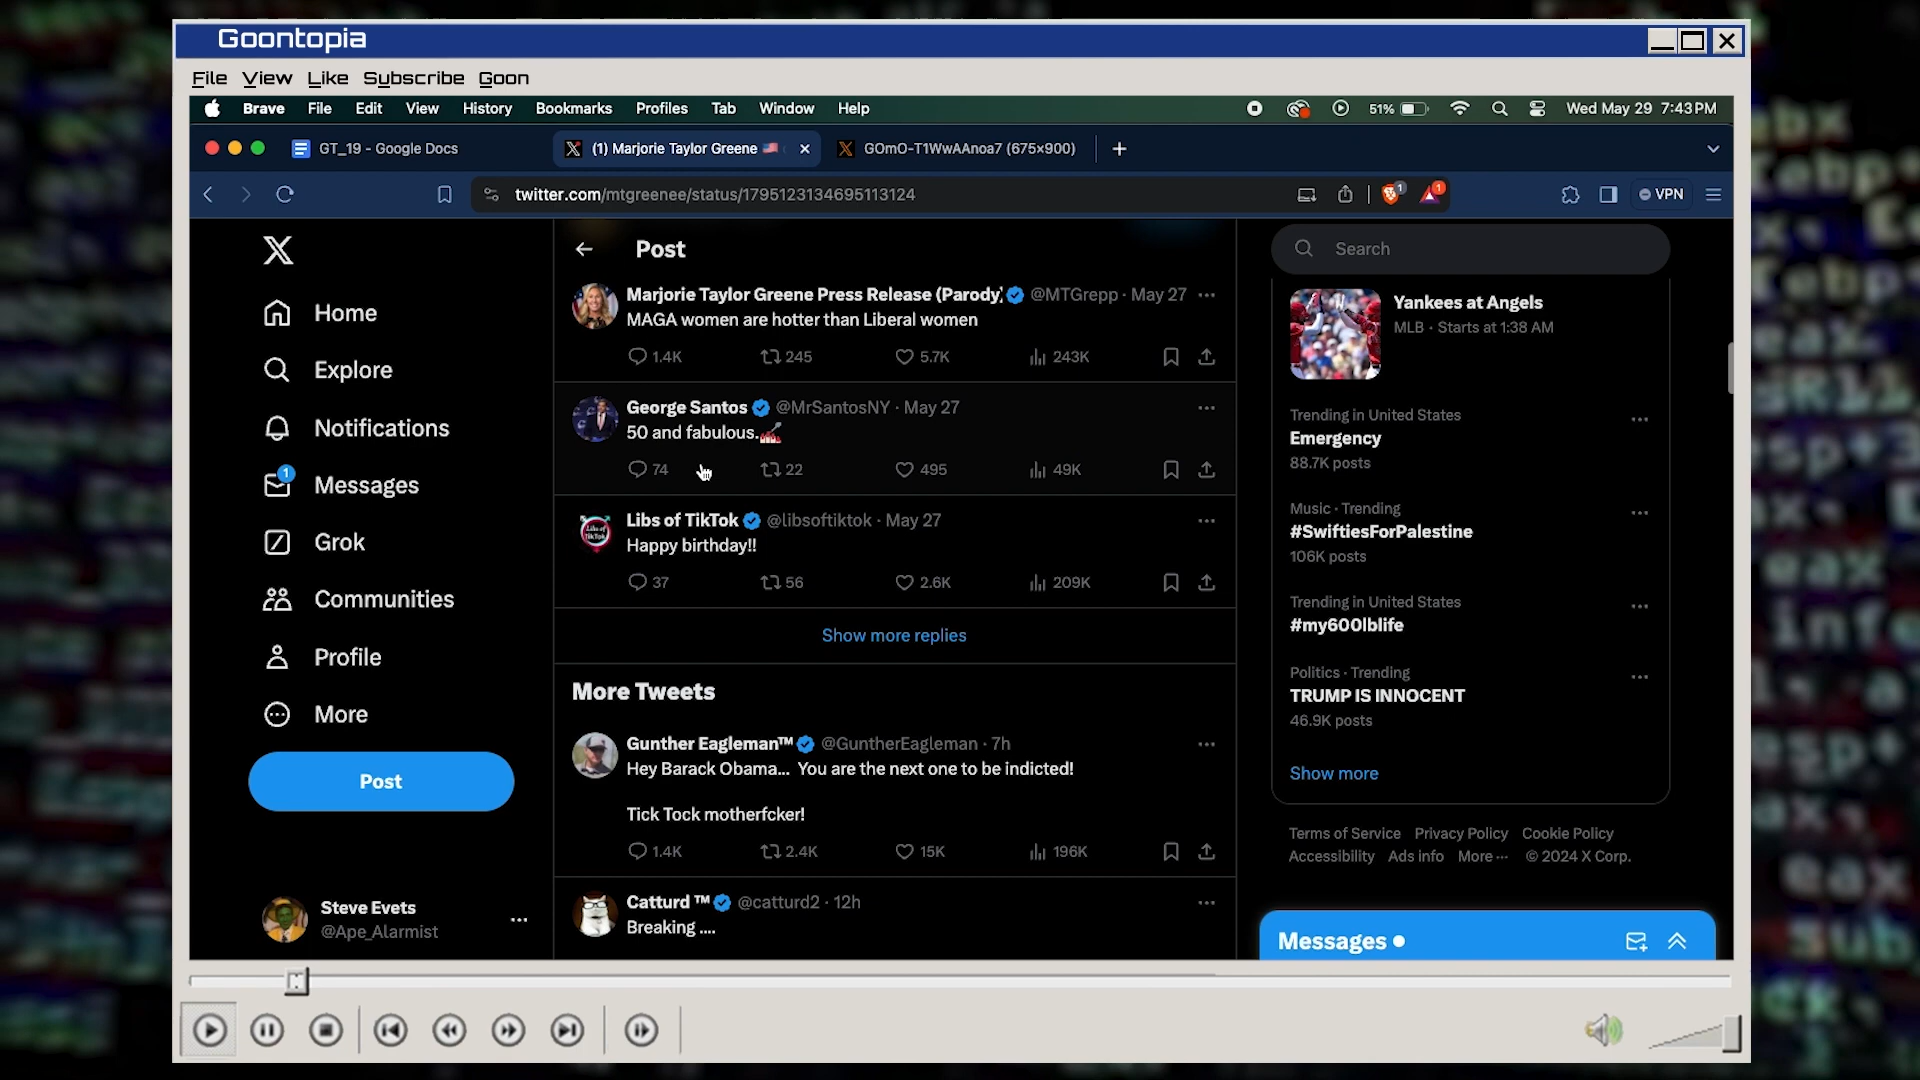 Goontopia
File View Like Subscribe Goon
Brave File Edit View History Bookmarks Profiles Tab Window Help
51%
Wed May 29 7:43 PM
GT_19 - Google Docs
(1) Marjorie Taylor Greene 🇺🇸
GOmO-T1WwAAnoa7 (675×900)
twitter.com/mtgreenee/status/1795123134695113124
1
1
VPN
Home
Explore
Notifications
1
Messages
Grok
Communities
Profile
More
Post
Steve Evets
@Ape_Alarmist
Post
Marjorie Taylor Greene Press Release (Parody) @MTGrepp · May 27
MAGA women are hotter than Liberal women
1.4K 245 5.7K 243K
George Santos @MrSantosNY · May 27
50 and fabulous.💅
74 22 495 49K
Libs of TikTok @libsoftiktok · May 27
Happy birthday!!
37 56 2.6K 209K
Show more replies
More Tweets
Gunther Eagleman™ @GuntherEagleman · 7h
Hey Barack Obama... You are the next one to be indicted!
Tick Tock motherfcker!
1.4K 2.4K 15K 196K
Catturd ™ @catturd2 · 12h
Breaking ....
Search
Yankees at Angels
MLB · Starts at 1:38 AM
Trending in United States
Emergency
88.7K posts
Music · Trending
#SwiftiesForPalestine
106K posts
Trending in United States
#my600lblife
Politics · Trending
TRUMP IS INNOCENT
46.9K posts
Show more
Terms of Service Privacy Policy Cookie Policy
Accessibility Ads info More ··· © 2024 X Corp.
Messages